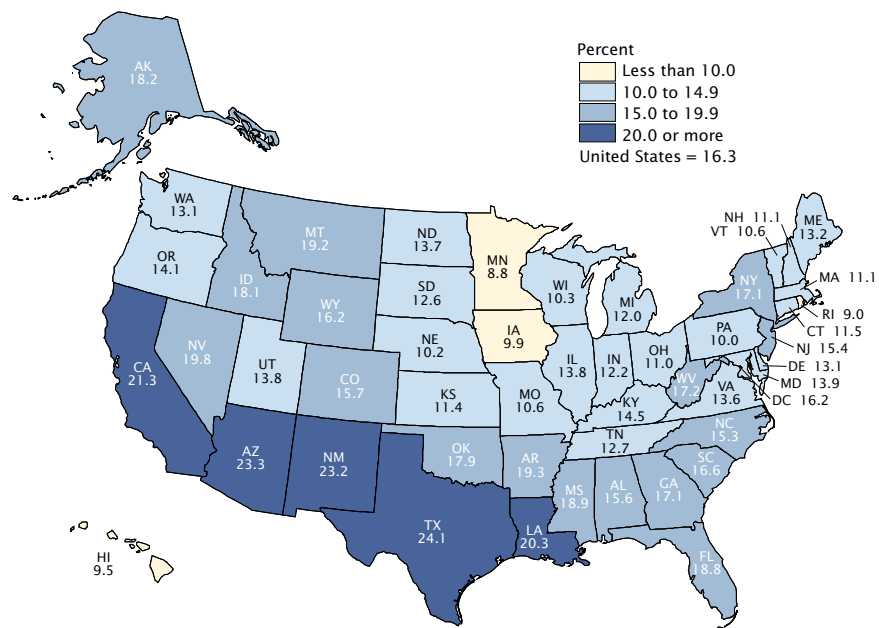 Percent
Less than 10.0
10.0 to 14.9
15.0 to 19.9
20.0 or more
United States = 16.3
AK
18.2
WA
13.1
OR
14.1
CA
21.3
NV
19.8
ID
18.1
MT
19.2
WY
16.2
UT
13.8
CO
15.7
AZ
23.3
NM
23.2
ND
13.7
SD
12.6
NE
10.2
KS
11.4
OK
17.9
TX
24.1
MN
8.8
IA
9.9
MO
10.6
AR
19.3
LA
20.3
WI
10.3
IL
13.8
MI
12.0
IN
12.2
OH
11.0
KY
14.5
TN
12.7
MS
18.9
AL
15.6
GA
17.1
FL
18.8
SC
16.6
NC
15.3
VA
13.6
WV
17.2
PA
10.0
NY
17.1
NH 11.1
VT 10.6
ME
13.2
MA 11.1
RI 9.0
CT 11.5
NJ 15.4
DE 13.1
MD 13.9
DC 16.2
HI
9.5